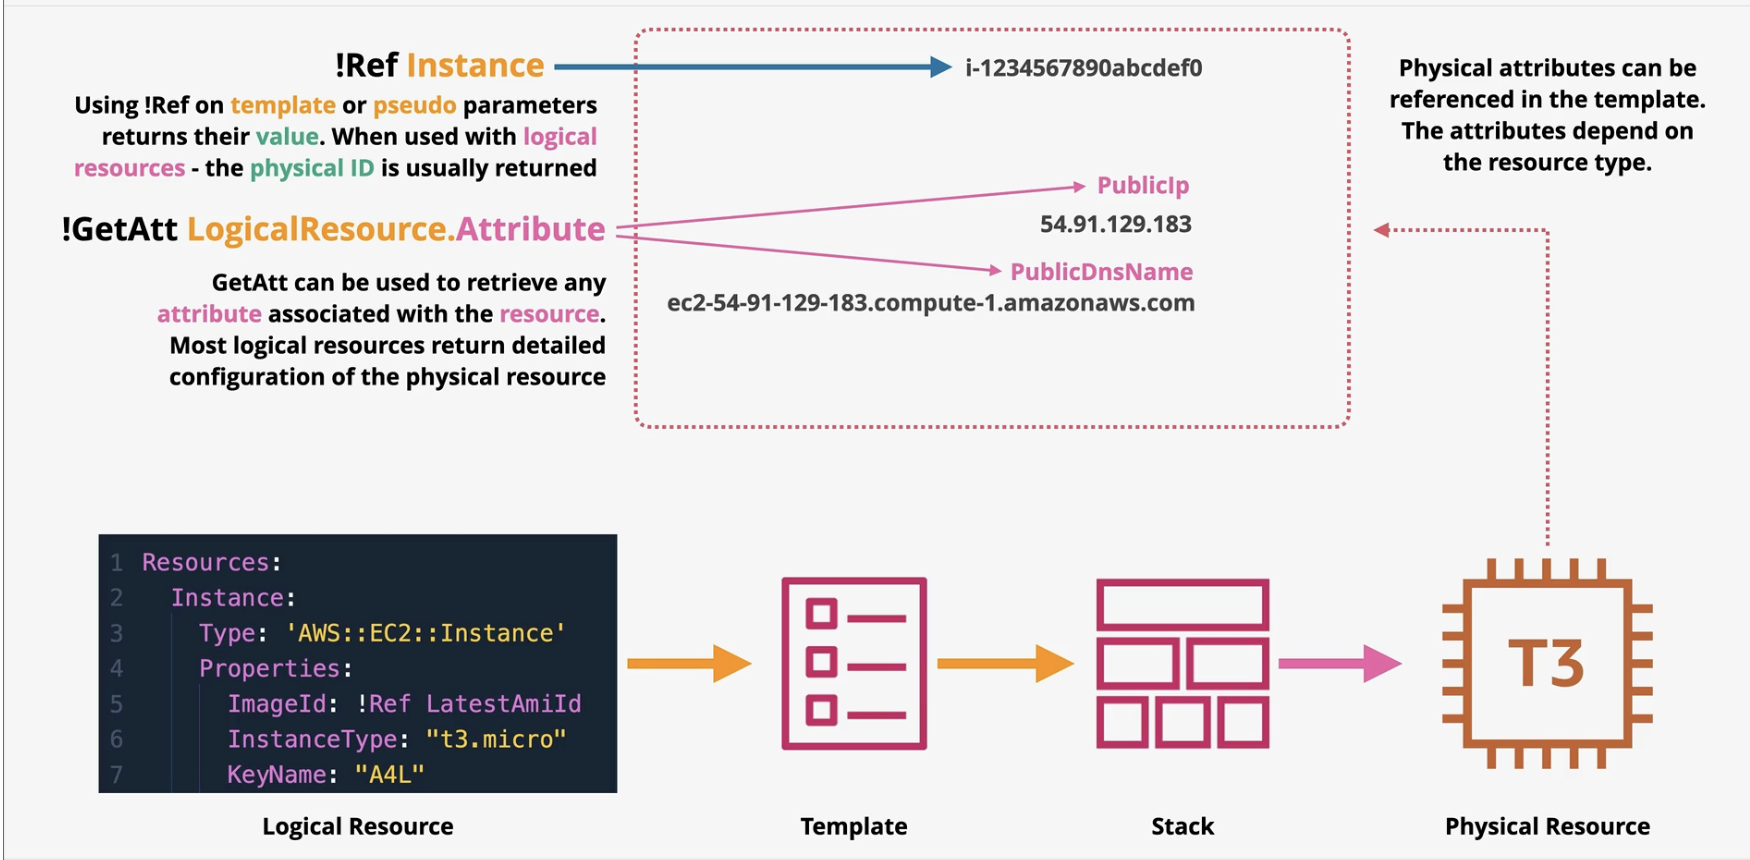 !Ref Instance
i-1234567890abcdef0
Using !Ref on template or pseudo parameters
returns their value. When used with logical
resources - the physical ID is usually returned
!GetAtt LogicalResource.Attribute
GetAtt can be used to retrieve any
attribute associated with the resource.
Most logical resources return detailed
configuration of the physical resource
PublicIp
54.91.129.183
PublicDnsName
ec2-54-91-129-183.compute-1.amazonaws.com
Physical attributes can be
referenced in the template.
The attributes depend on
the resource type.
1 Resources:
2 Instance:
3 Type: 'AWS::EC2::Instance'
4 Properties:
5 ImageId: !Ref LatestAmiId
6 InstanceType: "t3.micro"
7 KeyName: "A4L"
T3
Logical Resource
Template
Stack
Physical Resource